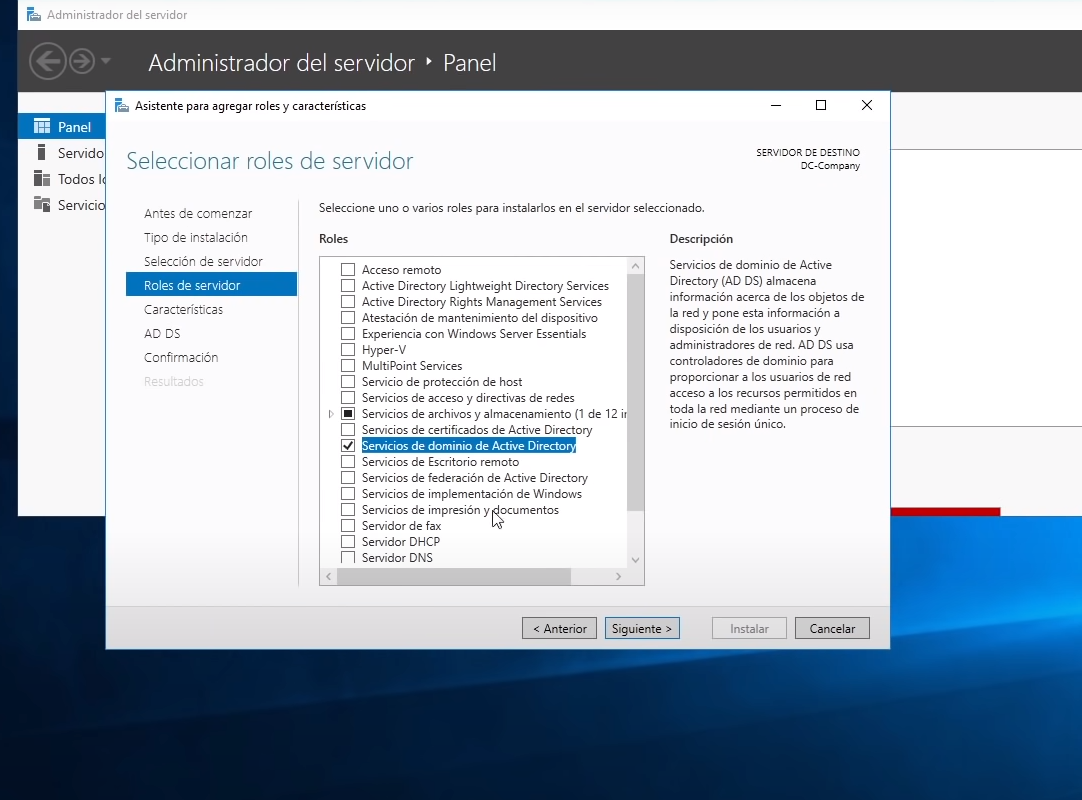 Administrador del servidor
Administrador del servidor ‣ Panel
Asistente para agregar roles y características
Panel
Servido
Todos lo
Servicio
Seleccionar roles de servidor
SERVIDOR DE DESTINO
DC-Company
Antes de comenzar
Tipo de instalación
Selección de servidor
Roles de servidor
Características
AD DS
Confirmación
Resultados
Seleccione uno o varios roles para instalarlos en el servidor seleccionado.
Roles
Acceso remoto
Active Directory Lightweight Directory Services
Active Directory Rights Management Services
Atestación de mantenimiento del dispositivo
Experiencia con Windows Server Essentials
Hyper-V
MultiPoint Services
Servicio de protección de host
Servicios de acceso y directivas de redes
Servicios de archivos y almacenamiento (1 de 12 in
Servicios de certificados de Active Directory
Servicios de dominio de Active Directory
Servicios de Escritorio remoto
Servicios de federación de Active Directory
Servicios de implementación de Windows
Servicios de impresión y documentos
Servidor de fax
Servidor DHCP
Servidor DNS
Descripción
Servicios de dominio de Active
Directory (AD DS) almacena
información acerca de los objetos de
la red y pone esta información a
disposición de los usuarios y
administradores de red. AD DS usa
controladores de dominio para
proporcionar a los usuarios de red
acceso a los recursos permitidos en
toda la red mediante un proceso de
inicio de sesión único.
< Anterior
Siguiente >
Instalar
Cancelar